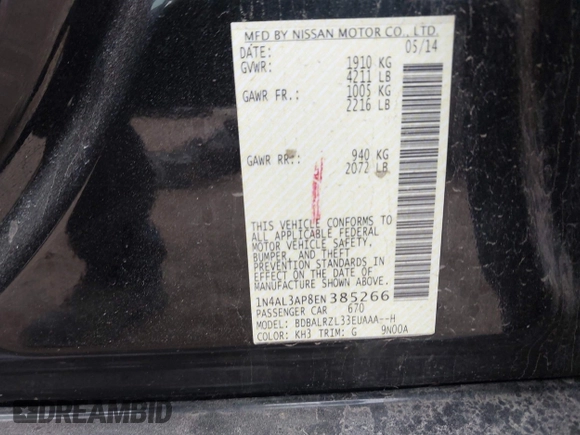 MFD BY NISSAN MOTOR CO., LTD.
DATE: 05/14
GVWR: 1910 KG
4211 LB
GAWR FR.: 1005 KG
2216 LB
GAWR RR.: 940 KG
2072 LB
THIS VEHICLE CONFORMS TO
ALL APPLICABLE FEDERAL
MOTOR VEHICLE SAFETY,
BUMPER, AND THEFT
PREVENTION STANDARDS IN
EFFECT ON THE DATE OF
MANUFACTURE SHOWN ABOVE.
1N4AL3AP8EN385266
PASSENGER CAR 670
MODEL: BDBALRZL33EUAAA--H
COLOR: KH3 TRIM: G 9N00A
DREAMBID